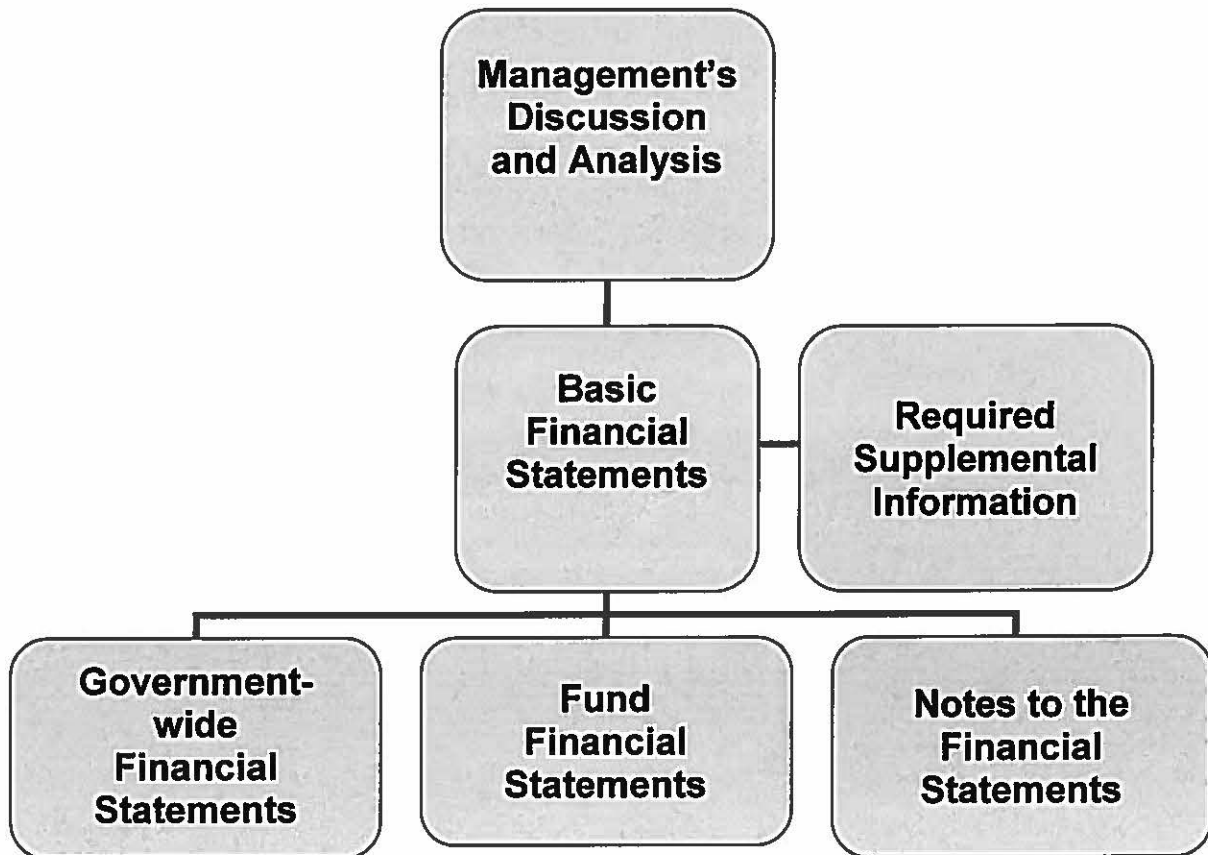 Management's
Discussion
and Analysis
Basic
Financial
Statements
Required
Supplemental
Information
Government-
wide
Financial
Statements
Fund
Financial
Statements
Notes to the
Financial
Statements